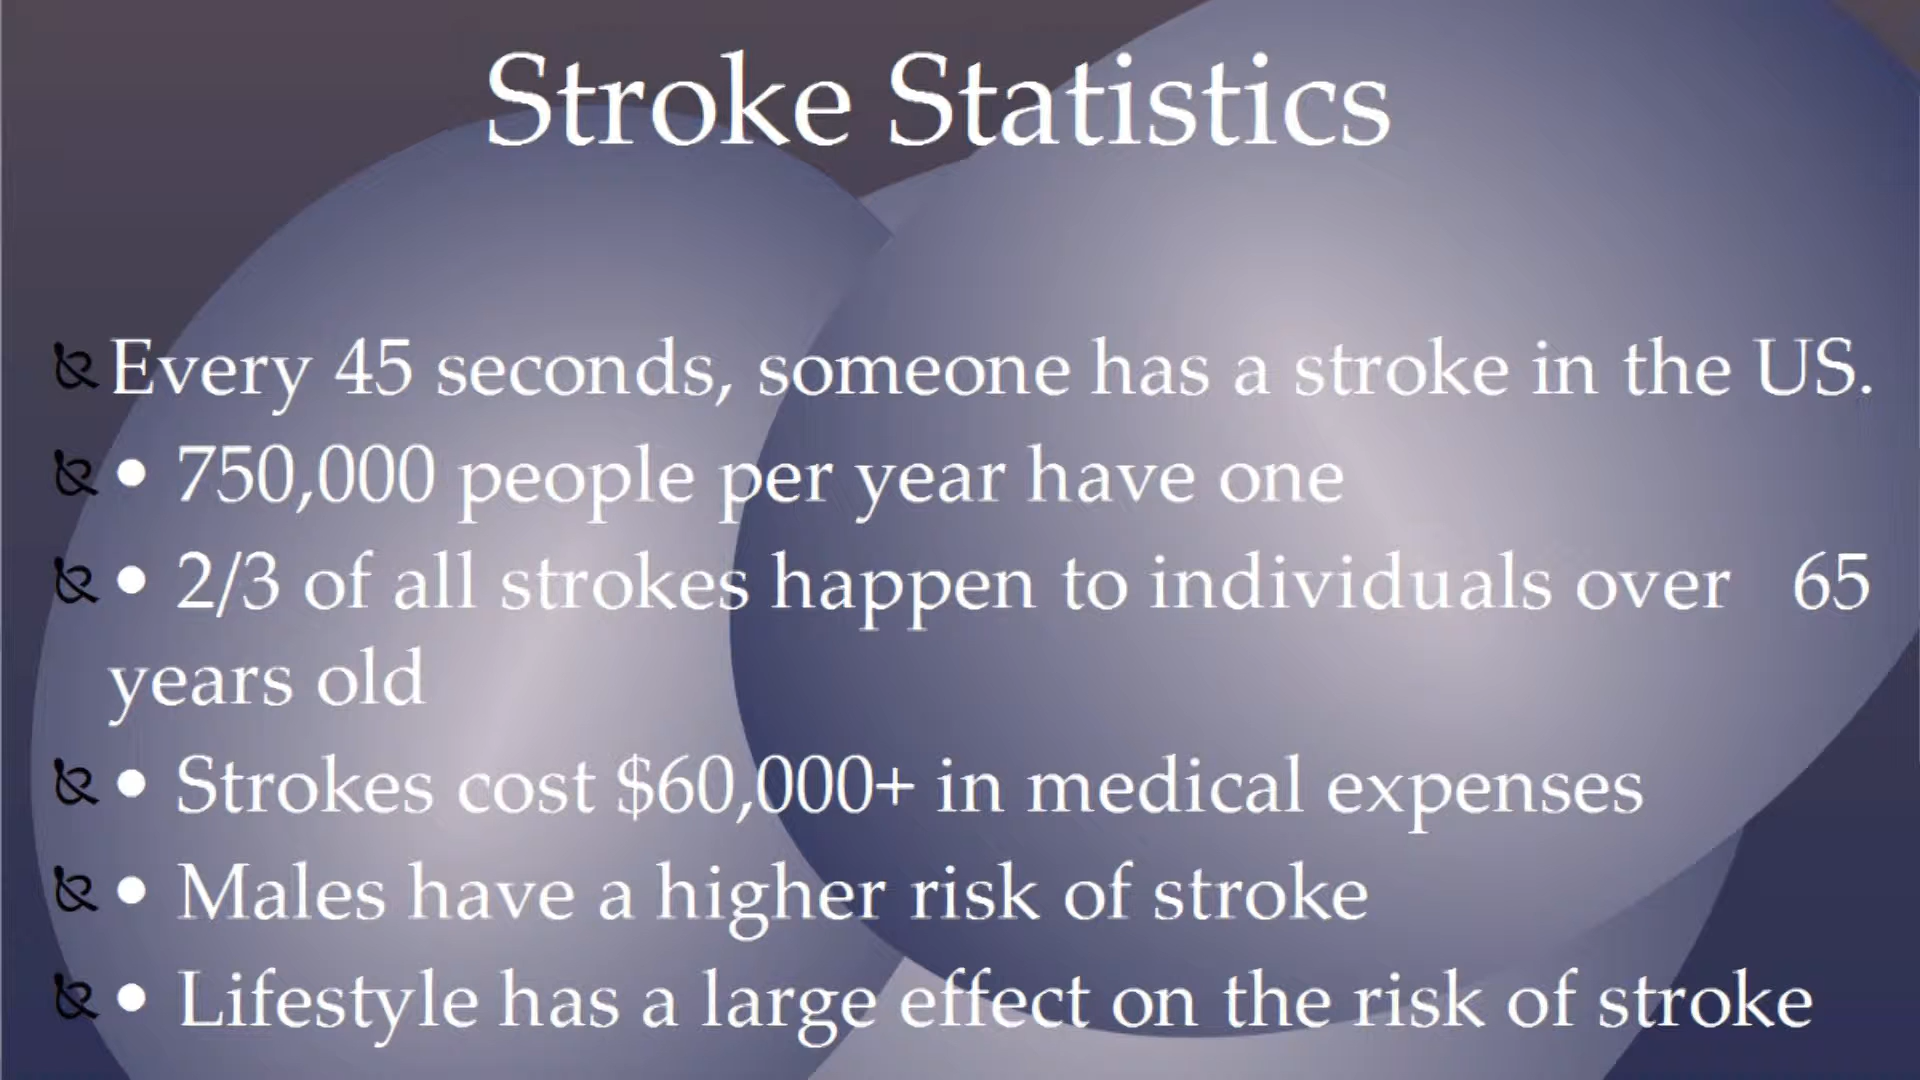 Stroke Statistics
Every 45 seconds, someone has a stroke in the US.
• 750,000 people per year have one
• 2/3 of all strokes happen to individuals over 65
years old
• Strokes cost $60,000+ in medical expenses
• Males have a higher risk of stroke
• Lifestyle has a large effect on the risk of stroke